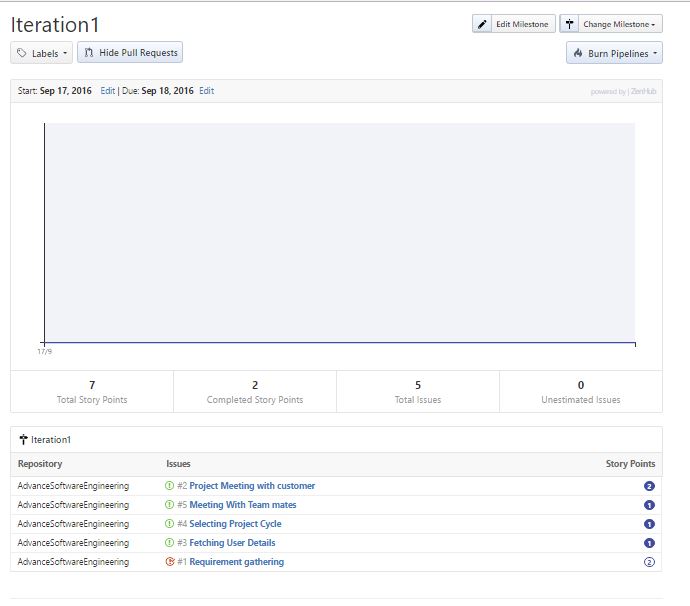 Iteration1
Edit Milestone
Change Milestone
Labels
Hide Pull Requests
Burn Pipelines
Start: Sep 17, 2016 Edit | Due: Sep 18, 2016 Edit
powered by | ZenHub
17/9
7
Total Story Points
2
Completed Story Points
5
Total Issues
0
Unestimated Issues
Iteration1
Repository Issues Story Points
AdvanceSoftwareEngineering #2 Project Meeting with customer 2
AdvanceSoftwareEngineering #5 Meeting With Team mates 1
AdvanceSoftwareEngineering #4 Selecting Project Cycle 1
AdvanceSoftwareEngineering #3 Fetching User Details 1
AdvanceSoftwareEngineering #1 Requirement gathering 2